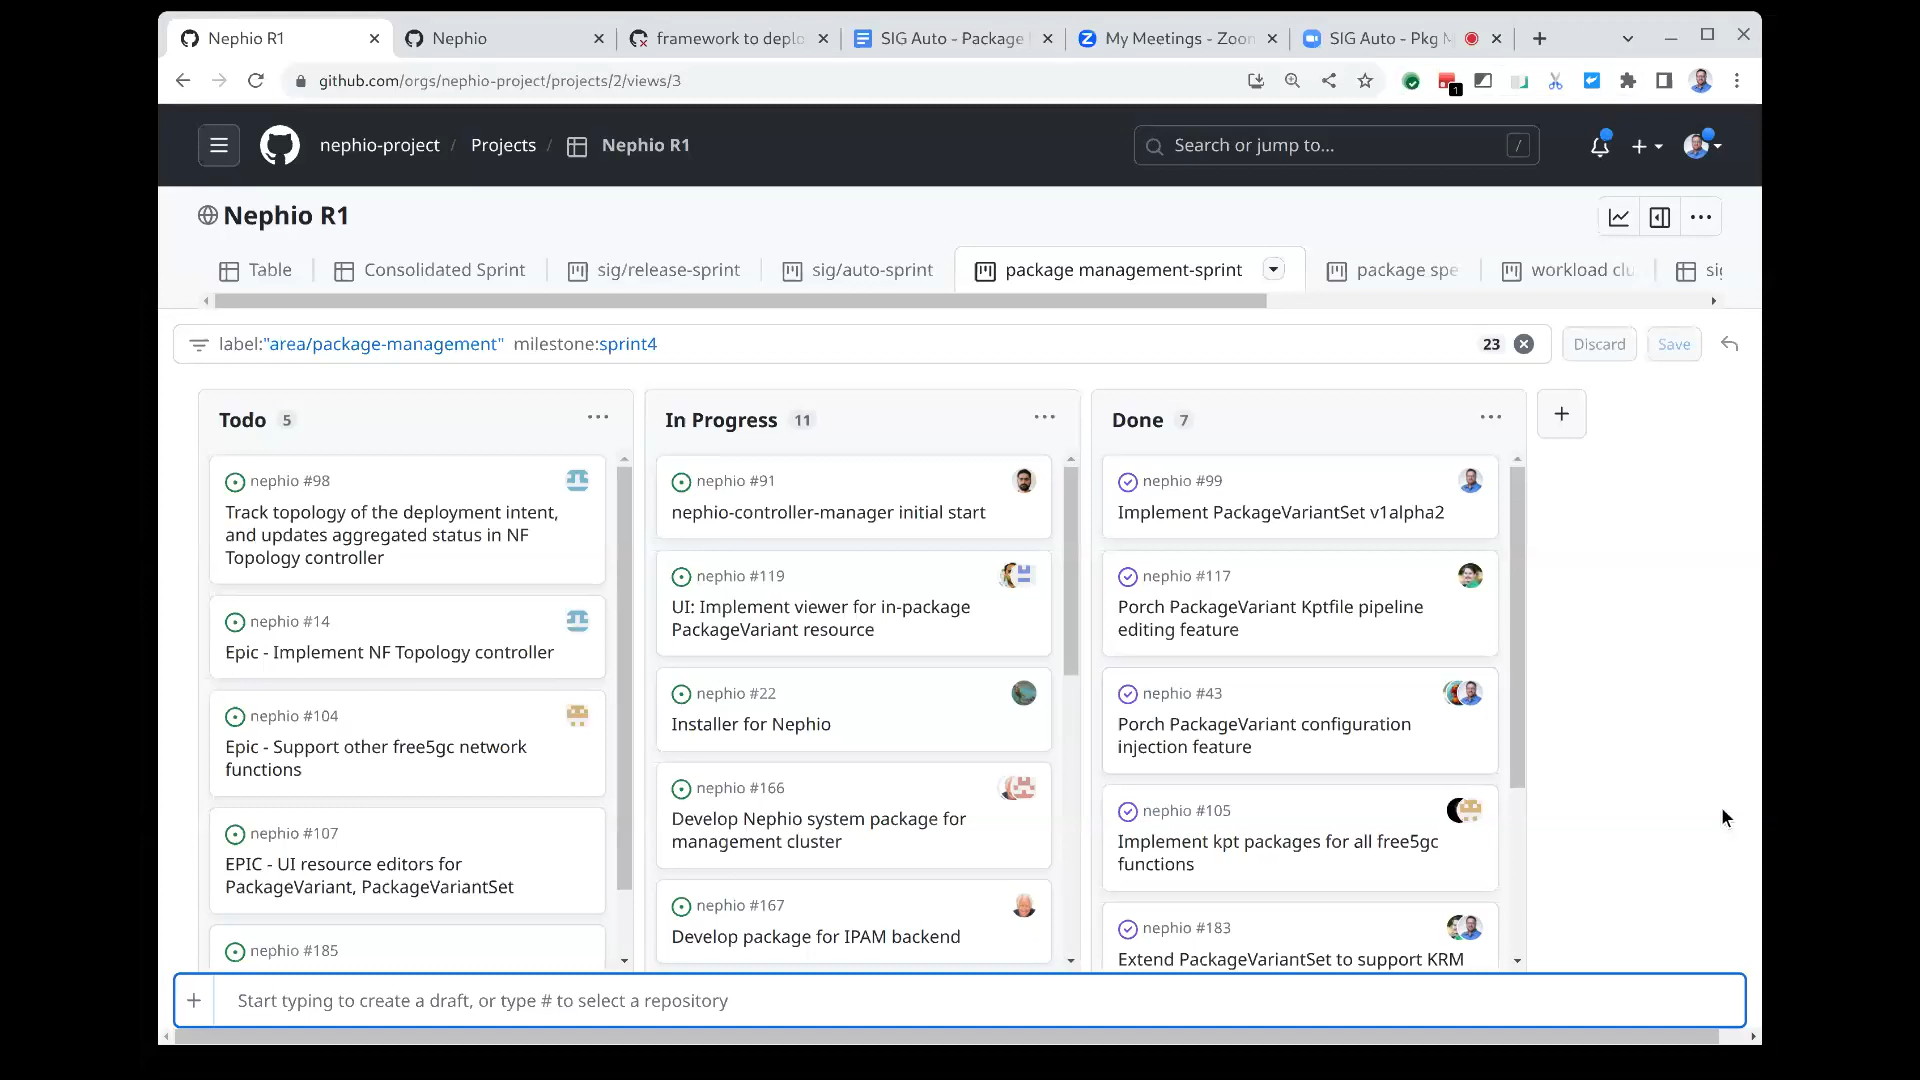 Nephio R1
Nephio
framework to deplo
SIG Auto - Package
My Meetings - Zoom
SIG Auto - Pkg M
github.com/orgs/nephio-project/projects/2/views/3
1
nephio-project / Projects / Nephio R1
Search or jump to...
/
Nephio R1
Table
Consolidated Sprint
sig/release-sprint
sig/auto-sprint
package management-sprint
package spe
workload clu
sig
label:"area/package-management" milestone:sprint4
23
Discard
Save
Todo 5
nephio #98
Track topology of the deployment intent,
and updates aggregated status in NF
Topology controller
nephio #14
Epic - Implement NF Topology controller
nephio #104
Epic - Support other free5gc network
functions
nephio #107
EPIC - UI resource editors for
PackageVariant, PackageVariantSet
nephio #185
In Progress 11
nephio #91
nephio-controller-manager initial start
nephio #119
UI: Implement viewer for in-package
PackageVariant resource
nephio #22
Installer for Nephio
nephio #166
Develop Nephio system package for
management cluster
nephio #167
Develop package for IPAM backend
Done 7
nephio #99
Implement PackageVariantSet v1alpha2
nephio #117
Porch PackageVariant Kptfile pipeline
editing feature
nephio #43
Porch PackageVariant configuration
injection feature
nephio #105
Implement kpt packages for all free5gc
functions
nephio #183
Extend PackageVariantSet to support KRM
Start typing to create a draft, or type # to select a repository